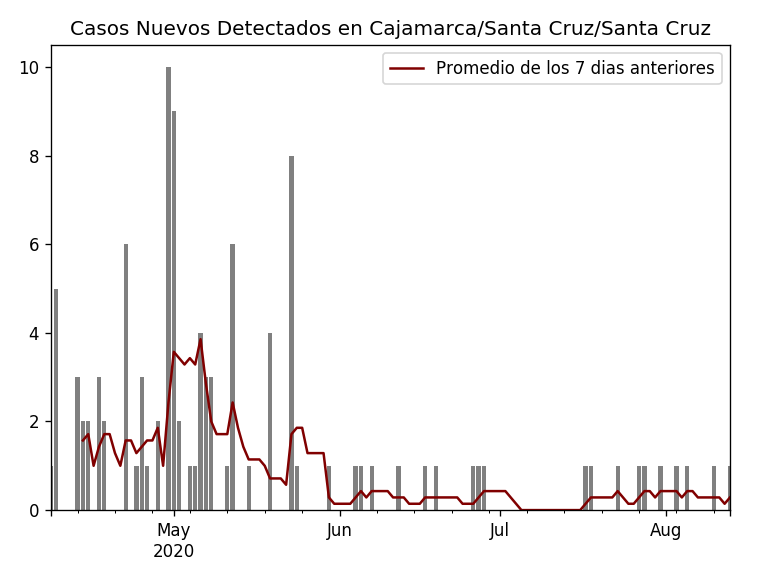 Casos Nuevos Detectados en Cajamarca/Santa Cruz/Santa Cruz
Promedio de los 7 dias anteriores
10
8
6
4
2
0
May Jun Jul Aug
2020